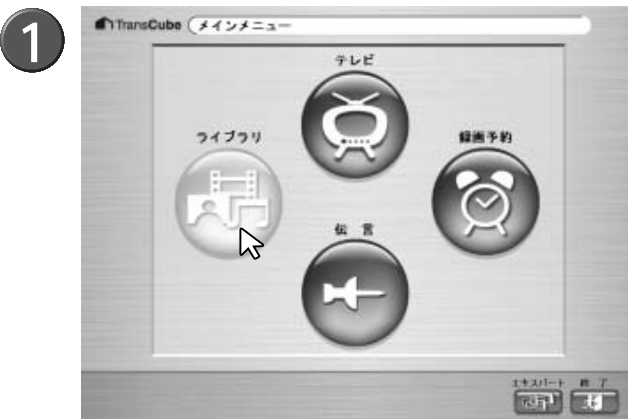 1
TransCube メインメニュー
テレビ
ライブラリ
録画予約
伝言
エキスパート
終了